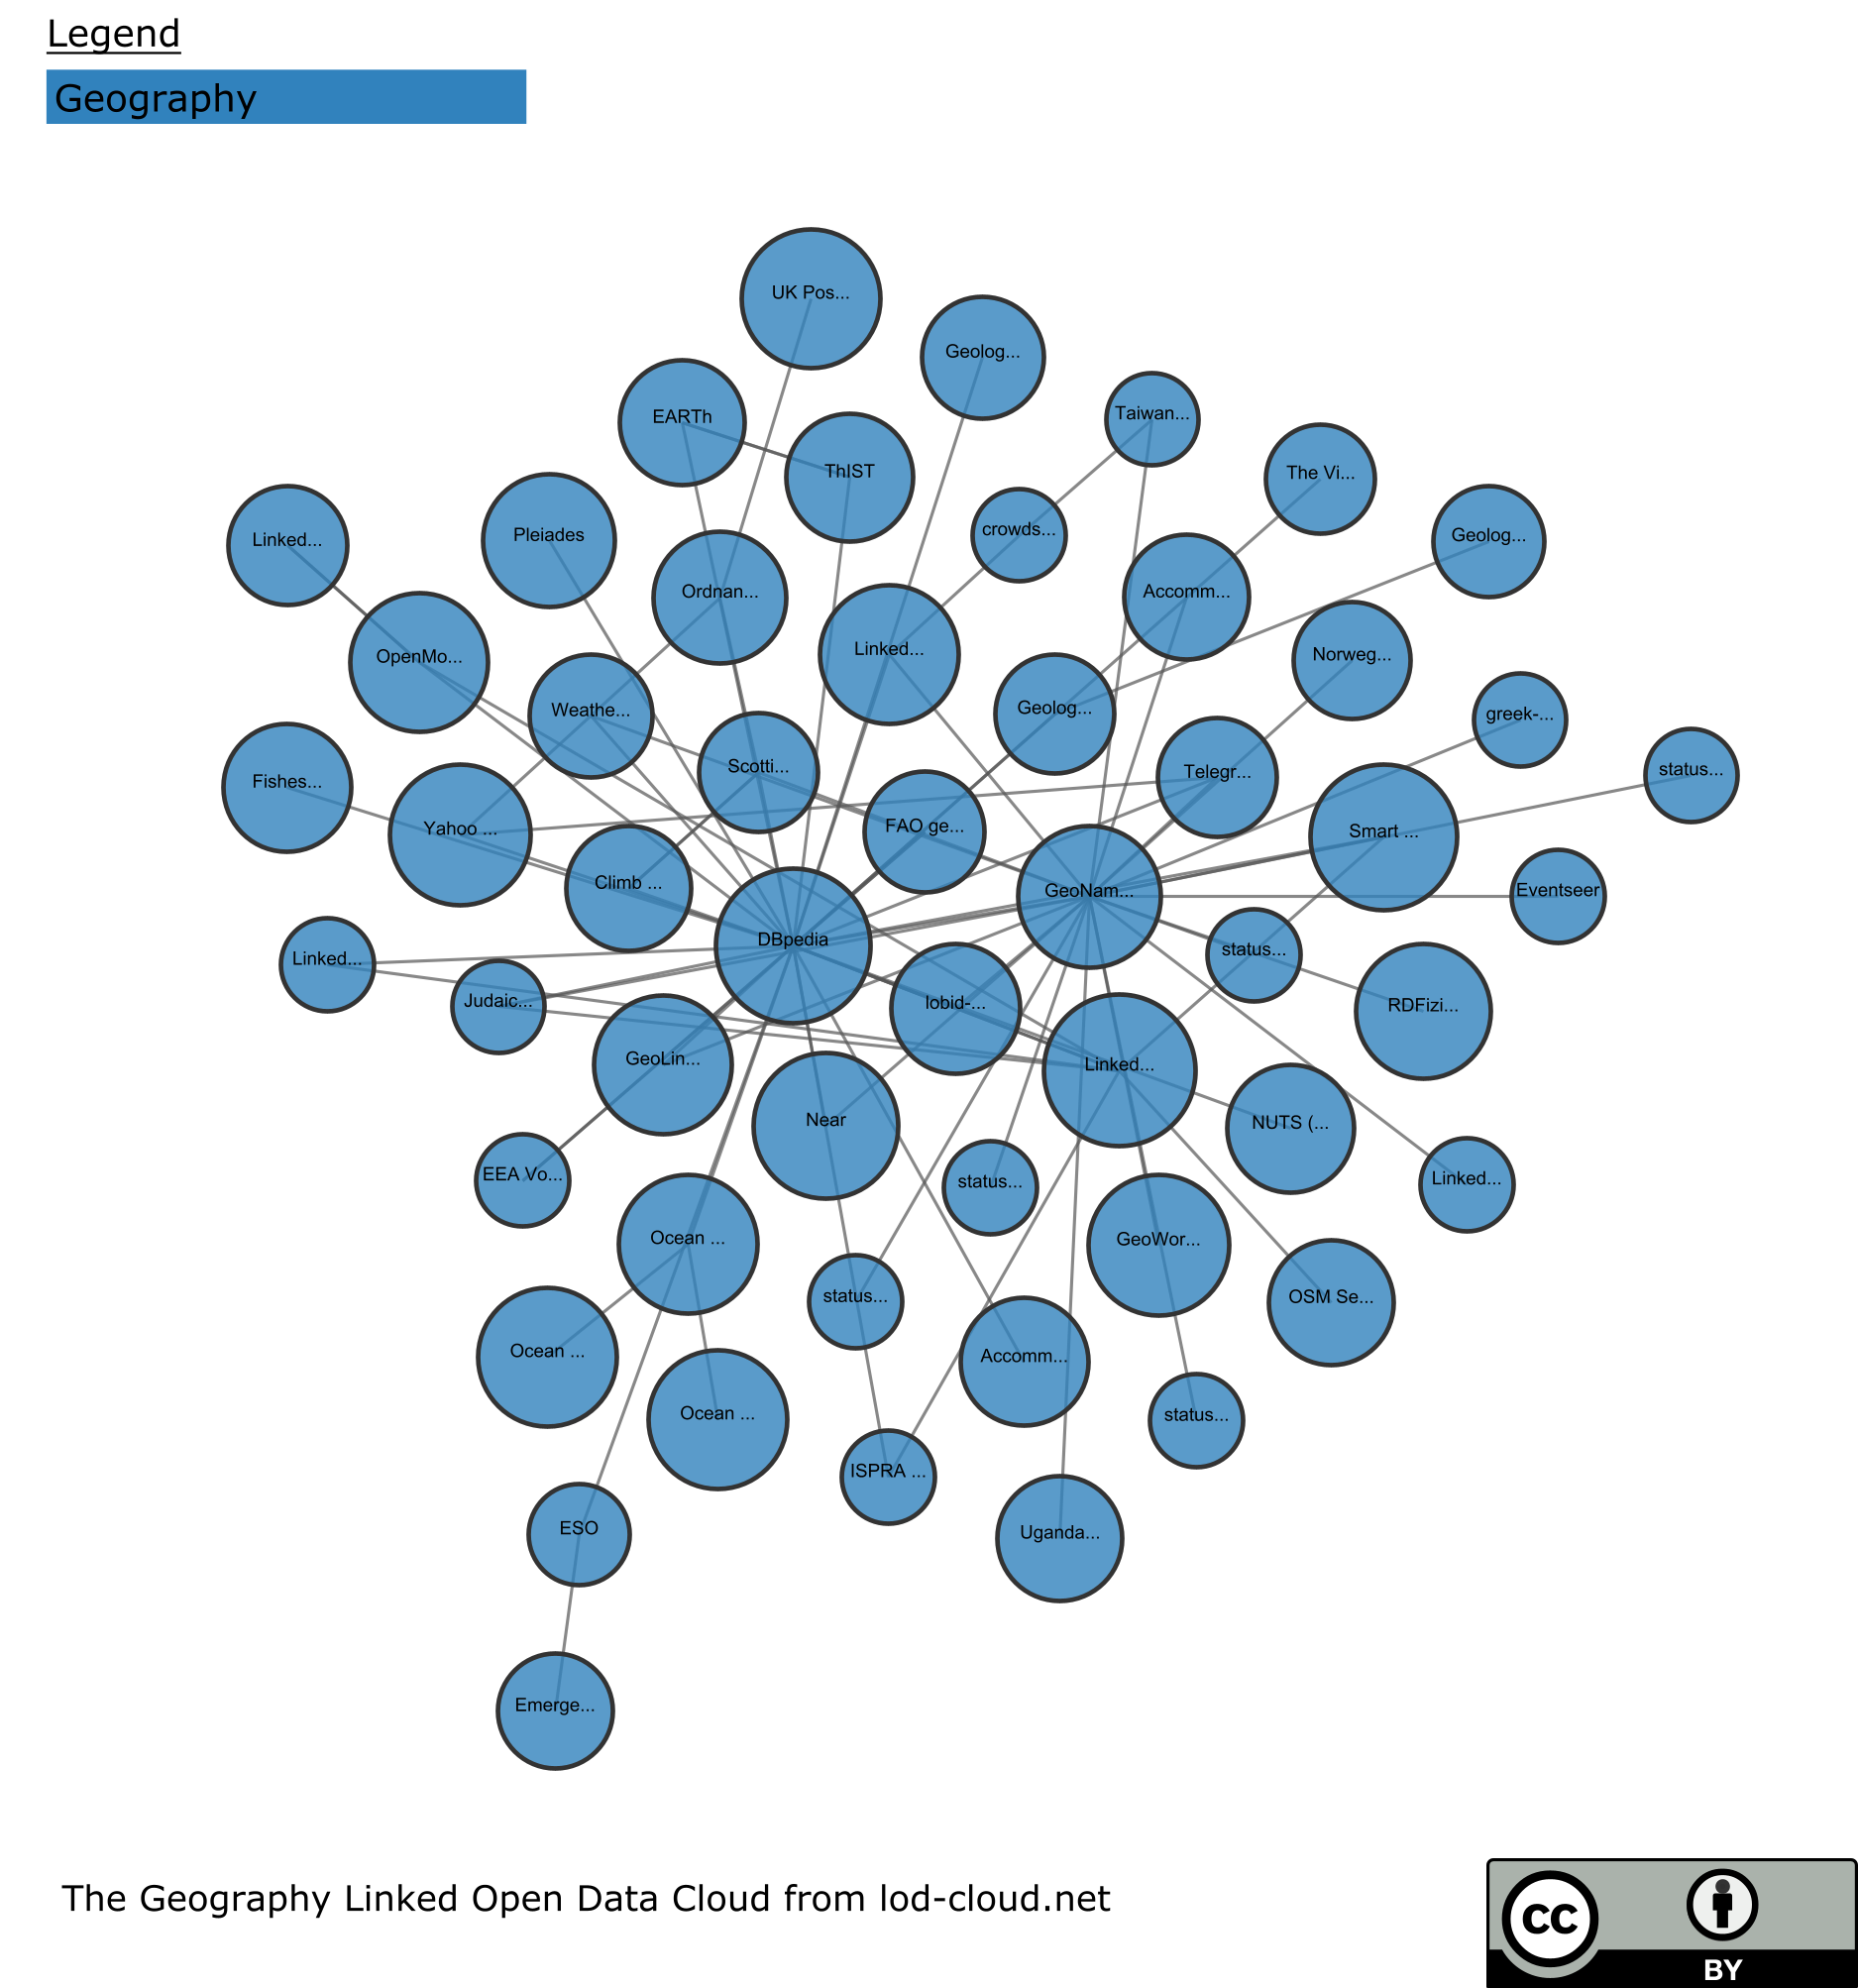 Legend
Geography
UK Pos...
Geolog...
EARTh
Taiwan...
ThIST
The Vi...
crowds...
Linked...
Pleiades
Geolog...
Ordnan...
Accomm...
OpenMo...
Linked...
Norweg...
Weathe...
Geolog...
greek-...
Scotti...
Telegr...
status...
Fishes...
Yahoo ...
FAO ge...
Smart ...
Climb ...
GeoNam...
Eventseer
DBpedia
status...
Linked...
Judaic...
lobid-...
RDFizi...
GeoLin...
Linked...
Near
NUTS (...
EEA Vo...
status...
Linked...
Ocean ...
GeoWor...
status...
OSM Se...
Ocean ...
Accomm...
Ocean ...
status...
ISPRA ...
ESO
Uganda...
Emerge...
The Geography Linked Open Data Cloud from lod-cloud.net
cc
BY